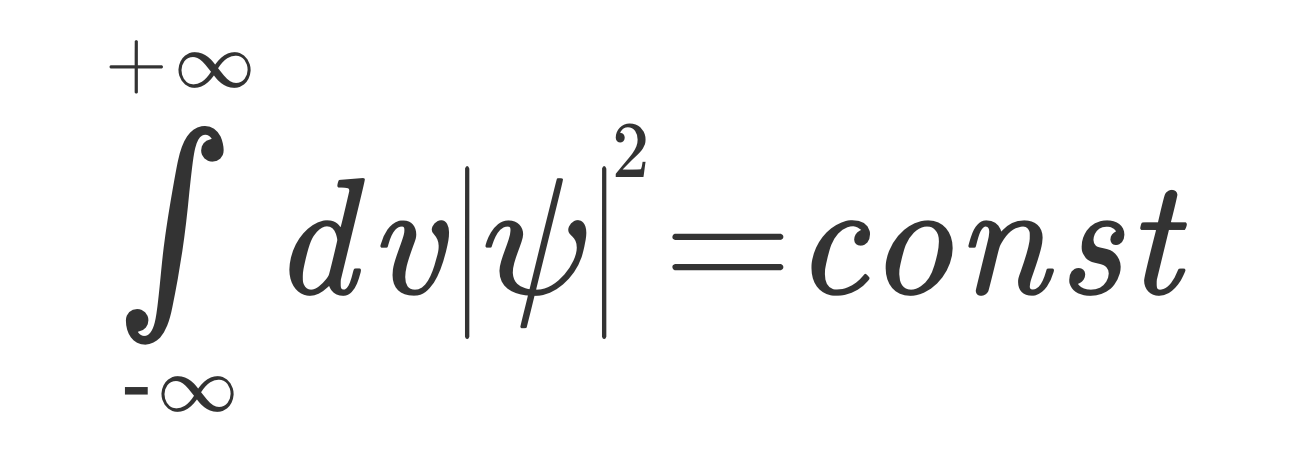 +∞
∫ dv|ψ|² = const
-∞